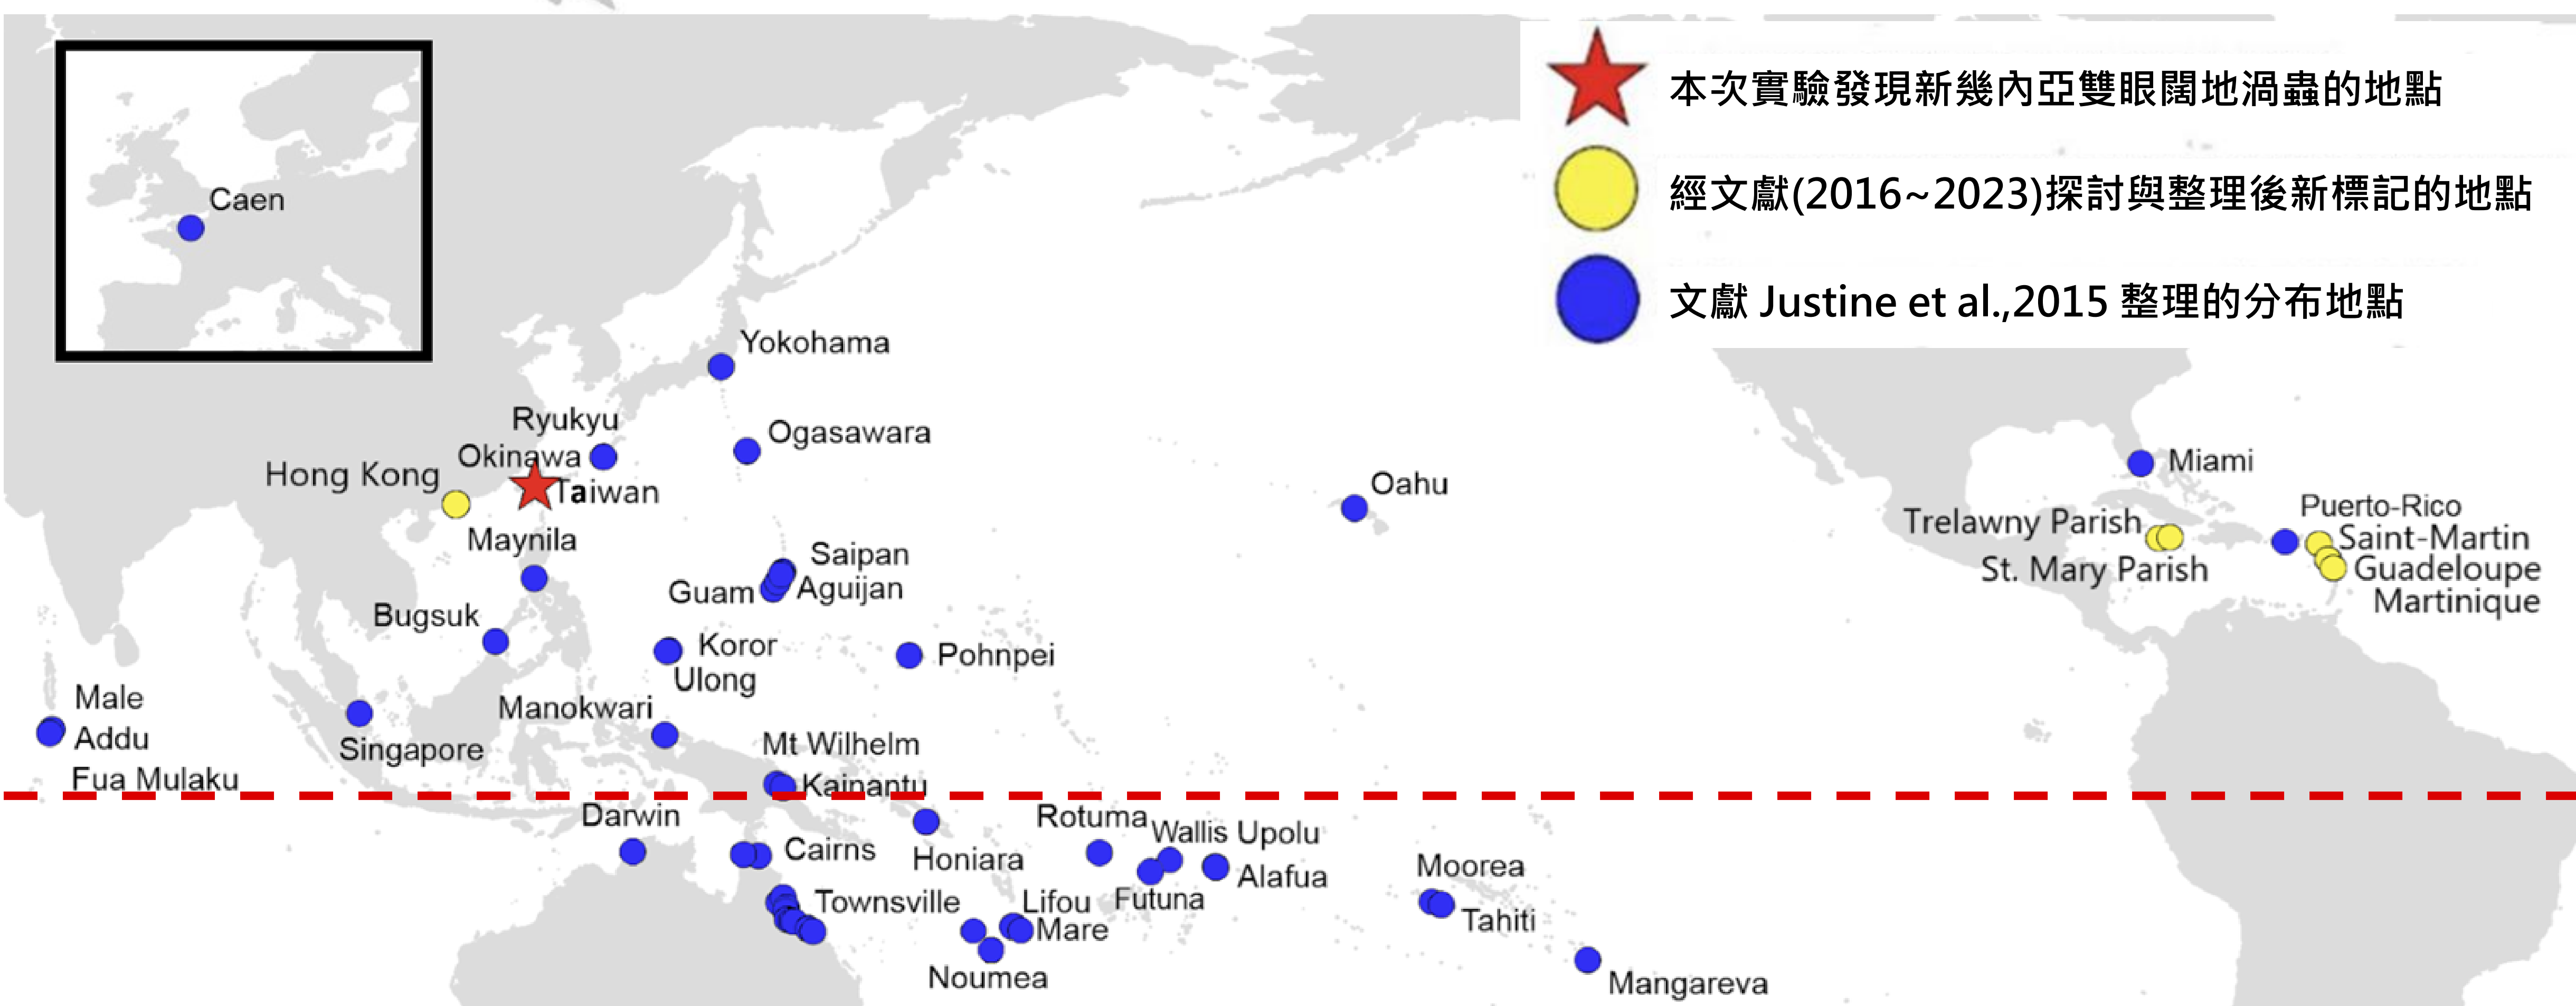 本次實驗發現新幾內亞雙眼闊地渦蟲的地點
經文獻(2016~2023)探討與整理後新標記的地點
文獻 Justine et al.,2015 整理的分布地點
Caen
Yokohama
Ryukyu
Okinawa
Ogasawara
Hong Kong
Taiwan
Maynila
Oahu
Miami
Puerto-Rico
Trelawny Parish
Saint-Martin
St. Mary Parish
Guadeloupe
Martinique
Saipan
Guam
Aguijan
Bugsuk
Koror
Ulong
Pohnpei
Male
Addu
Fua Mulaku
Singapore
Manokwari
Mt Wilhelm
Kainantu
Darwin
Cairns
Honiara
Rotuma
Wallis Upolu
Alafua
Futuna
Townsville
Lifou
Mare
Noumea
Moorea
Tahiti
Mangareva